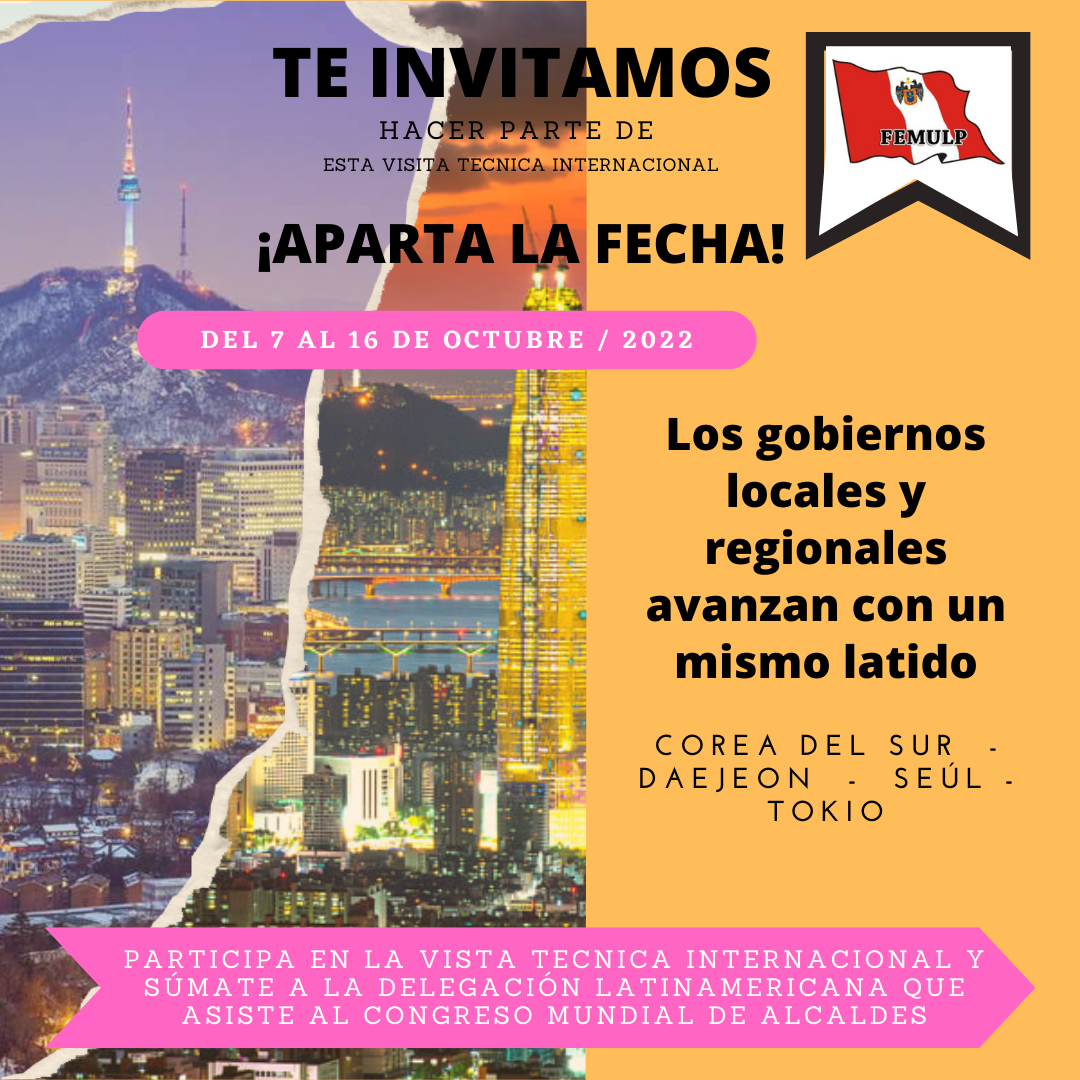 TE INVITAMOS
HACER PARTE DE
ESTA VISITA TECNICA INTERNACIONAL
FEMULP
¡APARTA LA FECHA!
DEL 7 AL 16 DE OCTUBRE / 2022
Los gobiernos
locales y
regionales
avanzan con un
mismo latido
COREA DEL SUR -
DAEJEON - SEÚL -
TOKIO
PARTICIPA EN LA VISTA TECNICA INTERNACIONAL Y
SÚMATE A LA DELEGACIÓN LATINAMERICANA QUE
ASISTE AL CONGRESO MUNDIAL DE ALCALDES